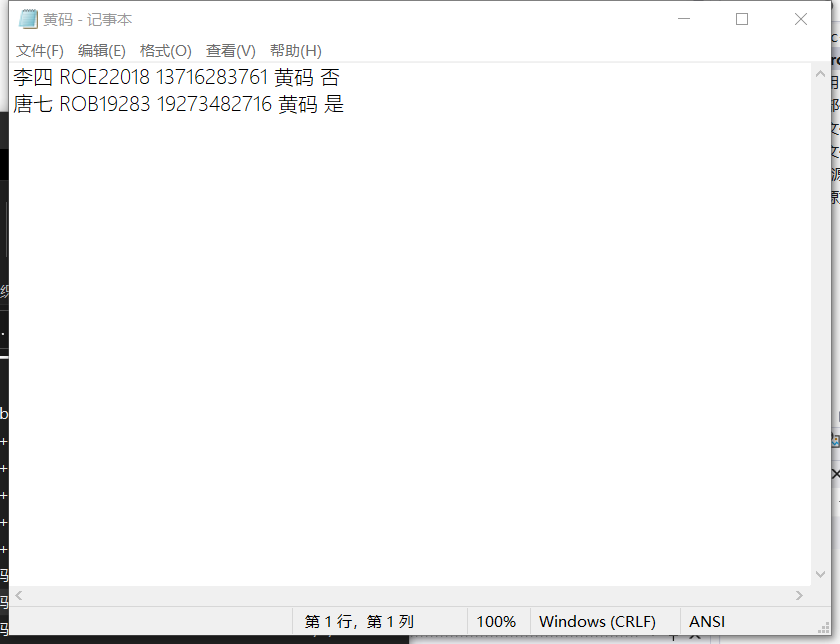 黄码 - 记事本
文件(F) 编辑(E) 格式(O) 查看(V) 帮助(H)
李四 ROE22018 13716283761 黄码 否
唐七 ROB19283 19273482716 黄码 是
第 1 行，第 1 列 100% Windows (CRLF) ANSI